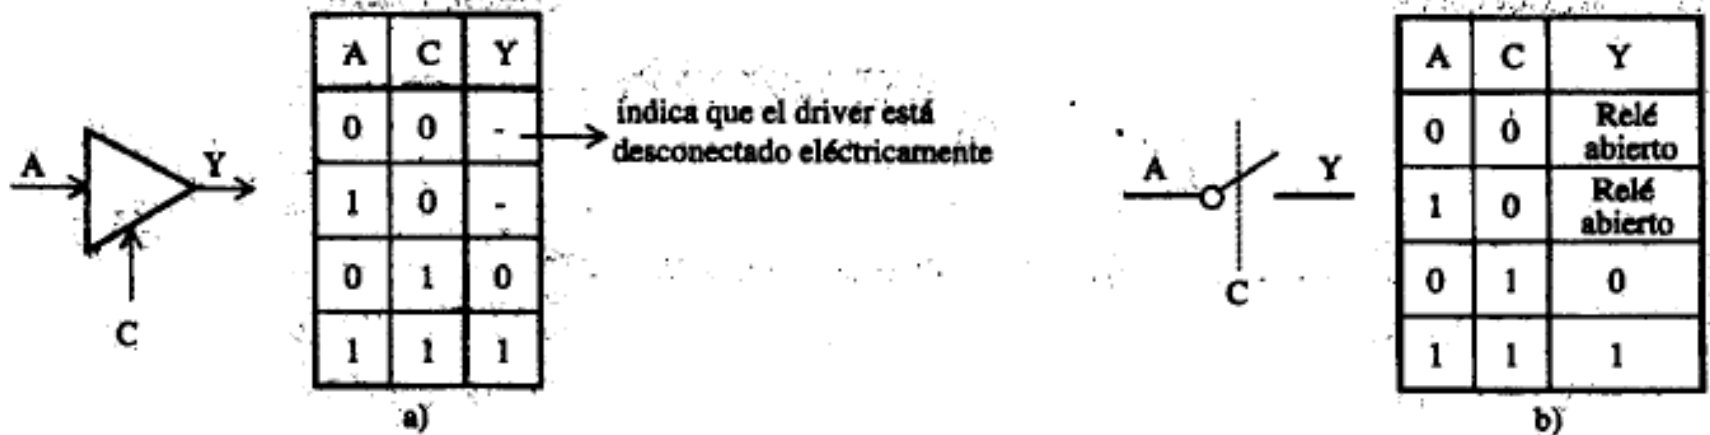 A
Y
C
A C Y
0 0 -
1 0 -
0 1 0
1 1 1
a)
indica que el driver está
desconectado eléctricamente
A
Y
C
A C Y
0 0 Relé
abierto
1 0 Relé
abierto
0 1 0
1 1 1
b)